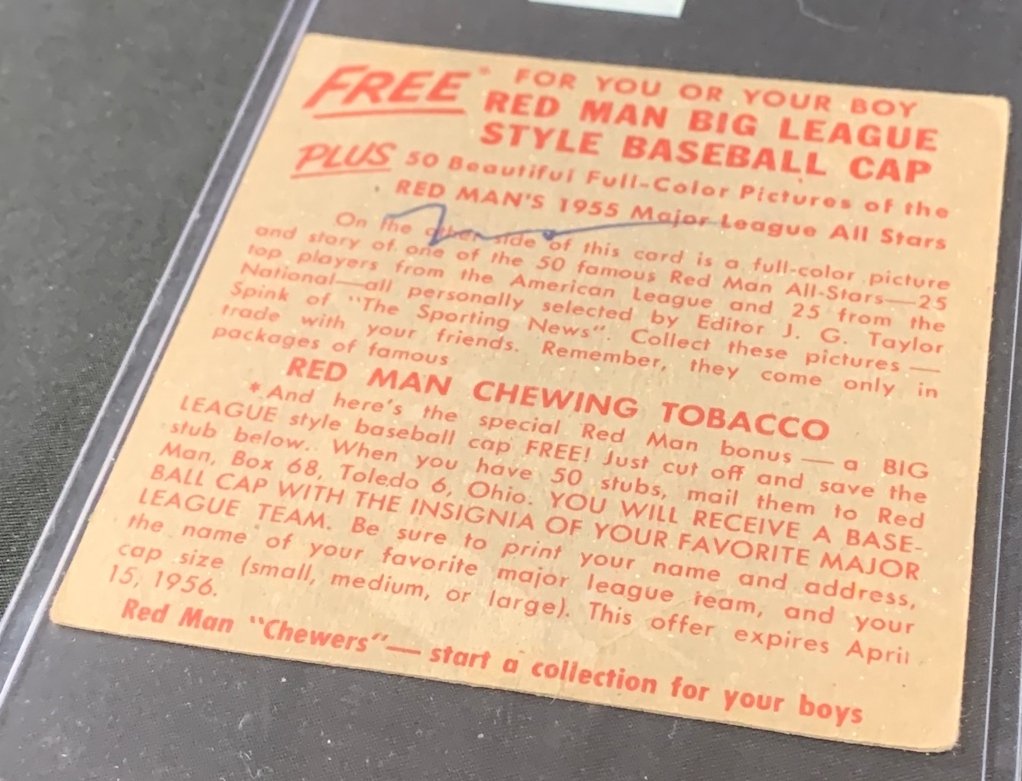 FREE* FOR YOU OR YOUR BOY
RED MAN BIG LEAGUE
STYLE BASEBALL CAP
PLUS 50 Beautiful Full-Color Pictures of the
RED MAN'S 1955 Major League All Stars
On the other side of this card is a full-color picture
and story of one of the 50 famous Red Man All-Stars—25
top players from the American League and 25 from the
National—all personally selected by Editor J. G. Taylor
Spink of "The Sporting News". Collect these pictures—
trade with your friends. Remember, they come only in
packages of famous
RED MAN CHEWING TOBACCO
*And here's the special Red Man bonus—a BIG
LEAGUE style baseball cap FREE! Just cut off and save the
stub below. When you have 50 stubs, mail them to Red
Man, Box 68, Toledo 6, Ohio. YOU WILL RECEIVE A BASE-
BALL CAP WITH THE INSIGNIA OF YOUR FAVORITE MAJOR
LEAGUE TEAM. Be sure to print your name and address,
the name of your favorite major league team, and your
cap size (small, medium, or large). This offer expires April
15, 1956.
Red Man "Chewers"—start a collection for your boys